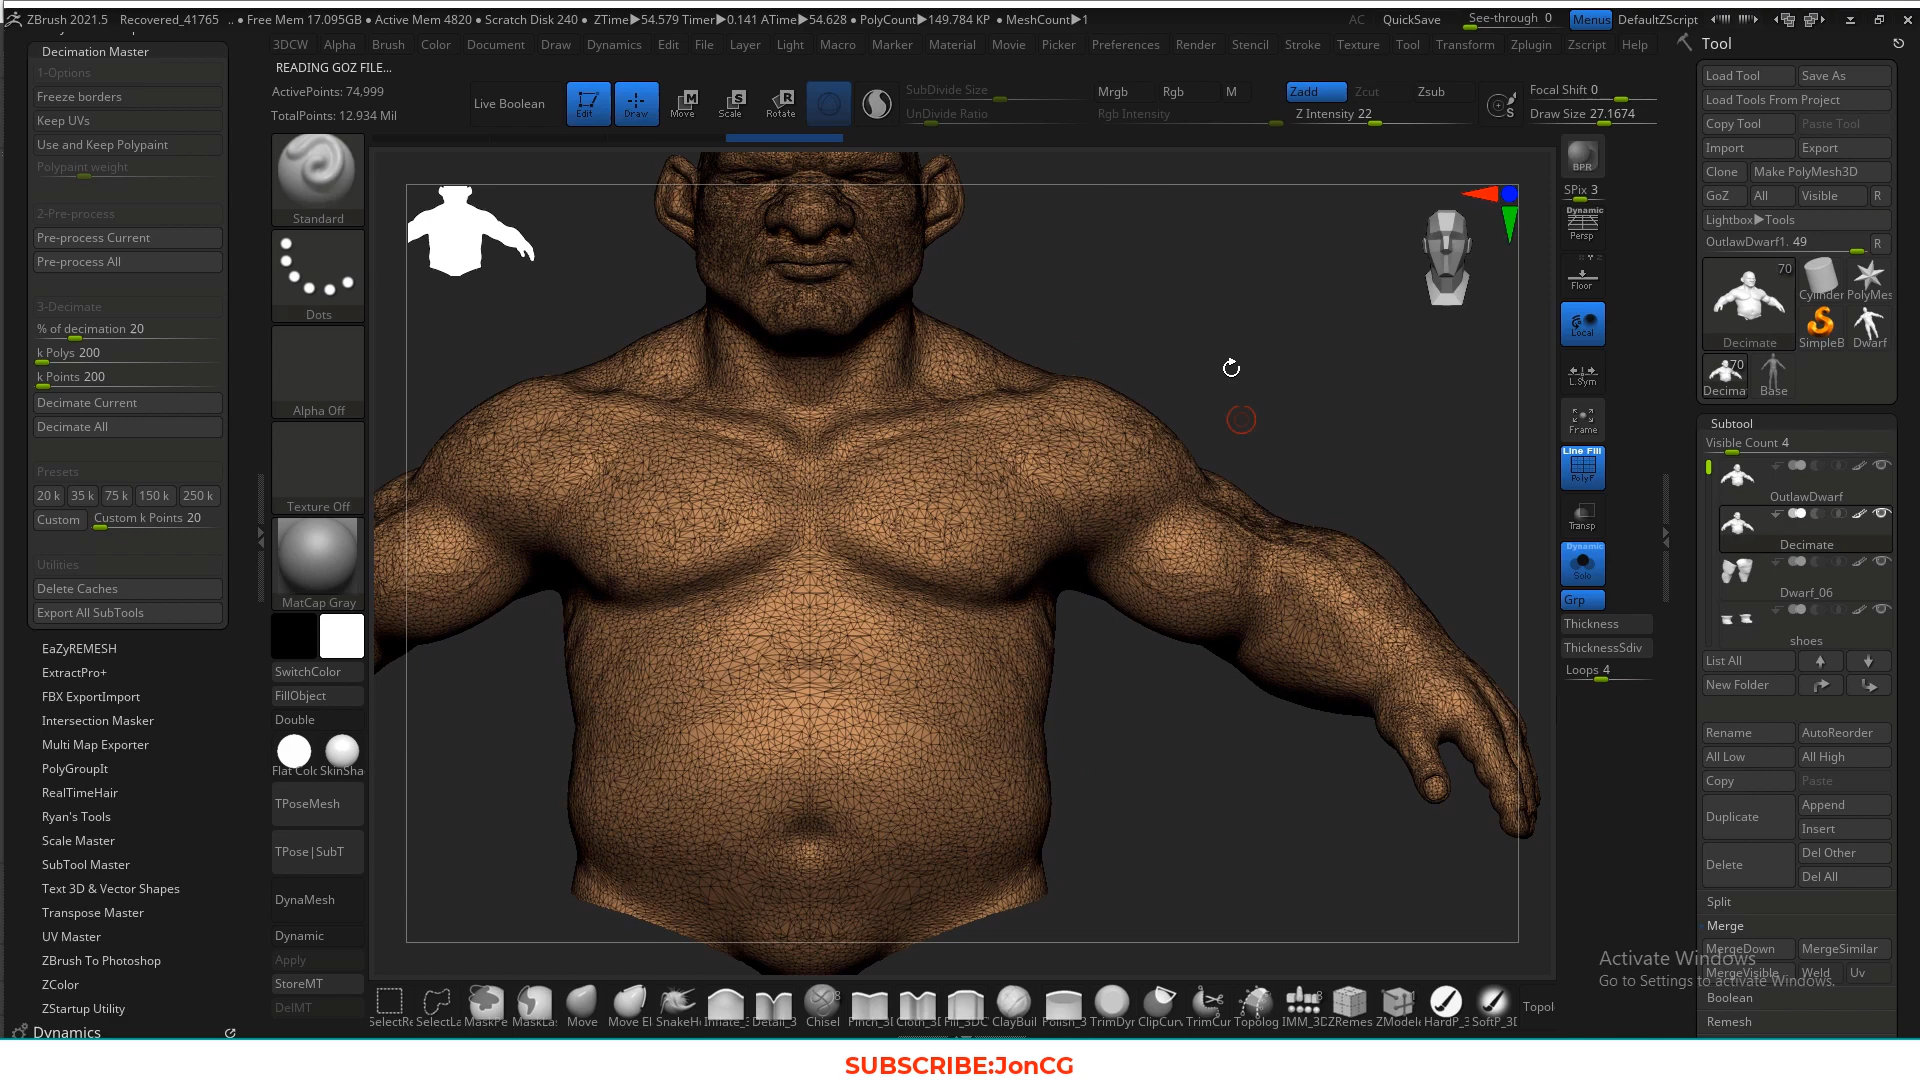 ZBrush 2021.5 Recovered_41765 .. ● Free Mem 17.095GB ● Active Mem 4820 ● Scratch Disk 240 ● ZTime▶54.579 Timer▶0.141 ATime▶54.628 ● PolyCount▶149.784 KP ● MeshCount▶1 AC QuickSave See-through 0 Menus DefaultZScript
3DCW Alpha Brush Color Document Draw Dynamics Edit File Layer Light Macro Marker Material Movie Picker Preferences Render Stencil Stroke Texture Tool Transform Zplugin Zscript Help
READING GOZ FILE...
ActivePoints: 74,999
TotalPoints: 12.934 Mil
Live Boolean
Edit Draw Move Scale Rotate
SubDivide Size
UnDivide Ratio
Mrgb Rgb M
Rgb Intensity
Zadd Zcut Zsub
Z Intensity 22
Focal Shift 0
Draw Size 27.1674
Decimation Master
1-Options
Freeze borders
Keep UVs
Use and Keep Polypaint
Polypaint weight
2-Pre-process
Pre-process Current
Pre-process All
3-Decimate
% of decimation 20
k Polys 200
k Points 200
Decimate Current
Decimate All
Presets
20 k 35 k 75 k 150 k 250 k
Custom Custom k Points 20
Utilities
Delete Caches
Export All SubTools
EaZyREMESH
ExtractPro+
FBX ExportImport
Intersection Masker
Multi Map Exporter
PolyGroupIt
RealTimeHair
Ryan's Tools
Scale Master
SubTool Master
Text 3D & Vector Shapes
Transpose Master
UV Master
ZBrush To Photoshop
ZColor
ZStartup Utility
Dynamics
Standard
Dots
Alpha Off
Texture Off
MatCap Gray
SwitchColor
FillObject
Double
Flat Colo SkinSha
TPoseMesh
TPose|SubT
DynaMesh
Dynamic
Apply
StoreMT
DelMT
BPR
SPix 3
Dynamic
Persp
Floor
Local
L.Sym
Frame
Line Fill
PolyF
Transp
Dynamic
Solo
Grp
Thickness
ThicknessSdiv
Loops 4
Tool
Load Tool Save As
Load Tools From Project
Copy Tool Paste Tool
Import Export
Clone Make PolyMesh3D
GoZ All Visible R
Lightbox▶Tools
OutlawDwarf1. 49 R
70
Cylinder PolyMes
Decimate SimpleB Dwarf
70
Decima Base
Subtool
Visible Count 4
OutlawDwarf
Decimate
Dwarf_06
shoes
List All
New Folder
Rename AutoReorder
All Low All High
Copy Paste
Duplicate Append
Insert
Delete Del Other
Del All
Split
Merge
MergeDown MergeSimilar
MergeVisible Weld Uv
Boolean
Remesh
Activate Windows
Go to Settings to activate Windows.
SelectRe SelectLa MaskPe MaskLas Move Move El SnakeHo Inflate_3 Detail_3 Chisel Pinch_3D Cloth_3D Fill_3DC ClayBuil Polish_3 TrimDyn ClipCurv TrimCur Topolog IMM_3D ZRemes ZModele HardP_3 SoftP_3D Topol
SUBSCRIBE:JonCG